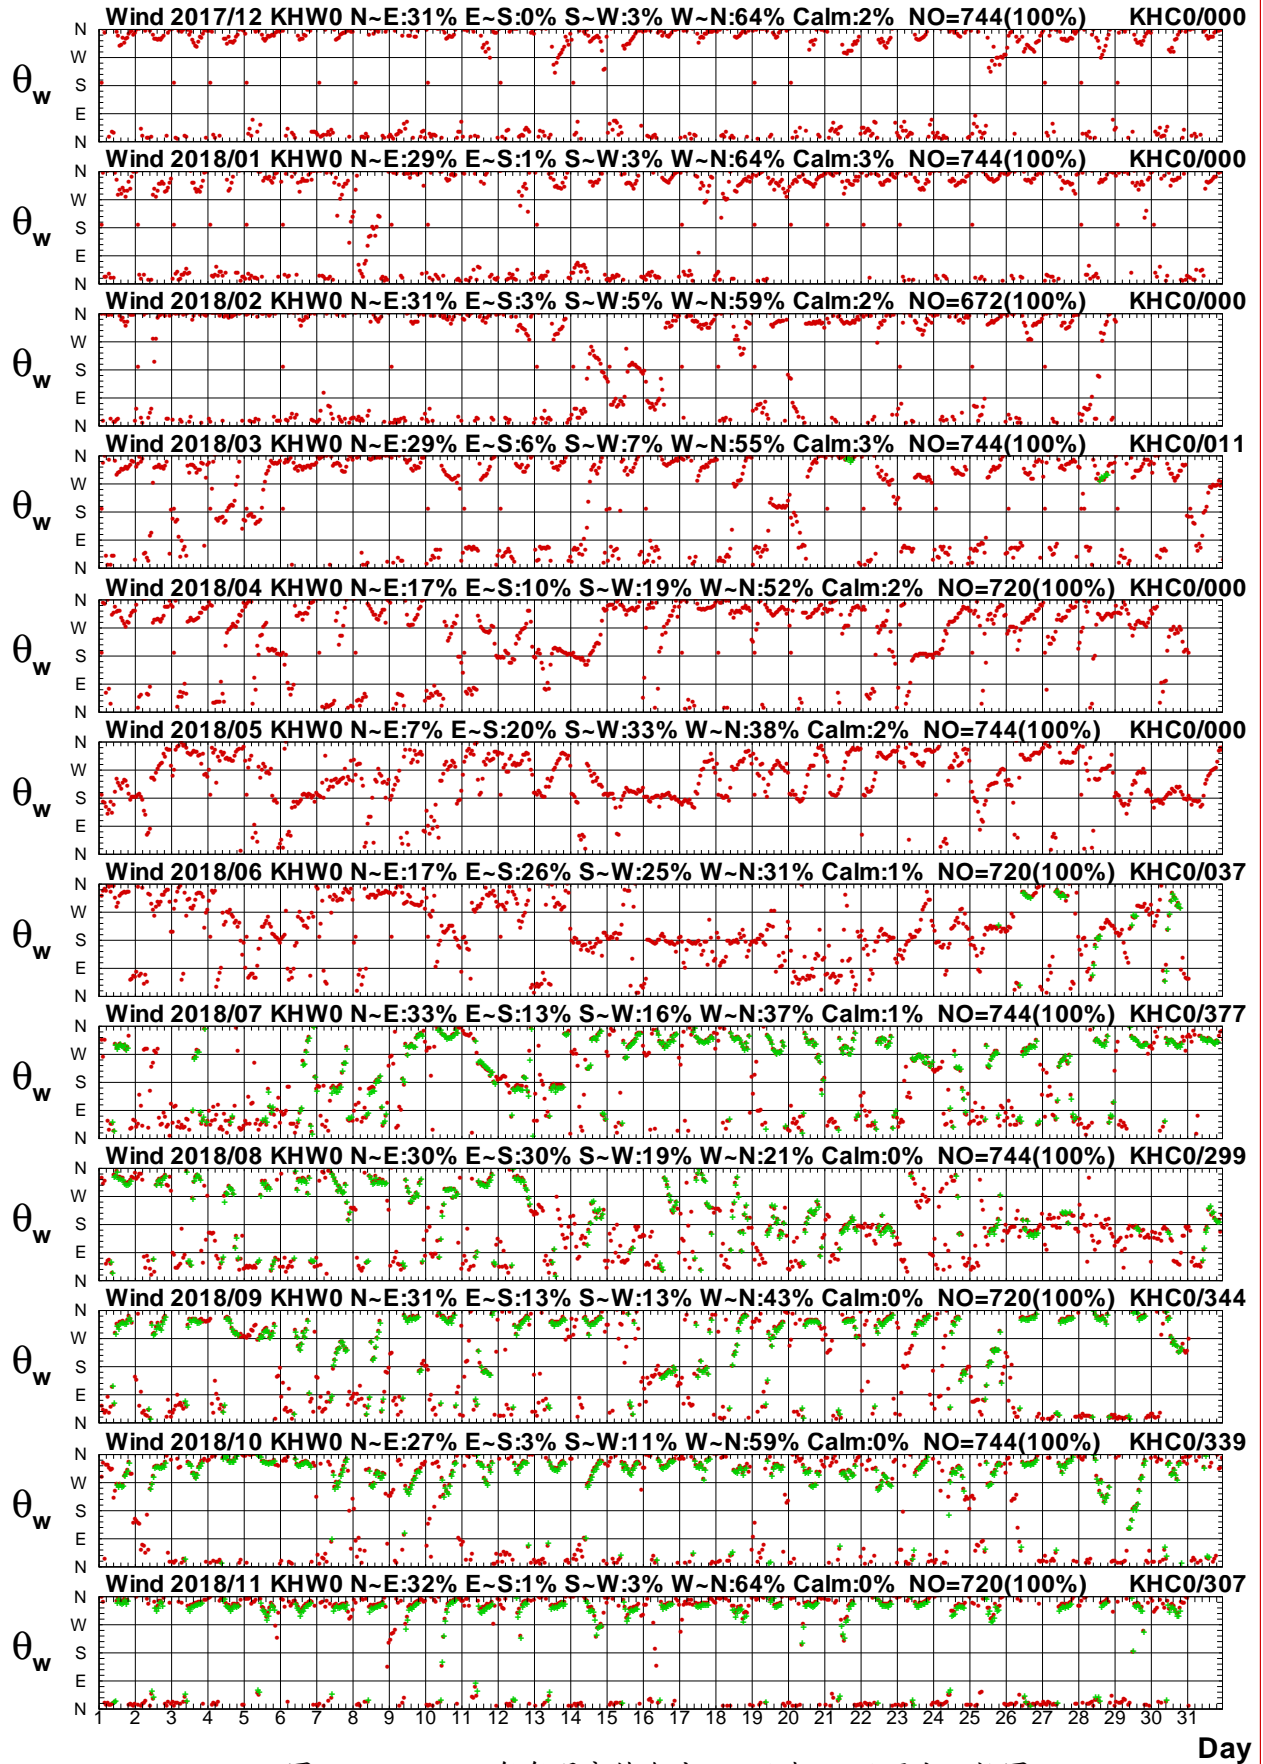 Wind 2017/12 KHW0 N~E:31% E~S:0% S~W:3% W~N:64% Calm:2% NO=744(100%) KHC0/000
N
W
S
E
N
θw
Wind 2018/01 KHW0 N~E:29% E~S:1% S~W:3% W~N:64% Calm:3% NO=744(100%) KHC0/000
N
W
S
E
N
θw
Wind 2018/02 KHW0 N~E:31% E~S:3% S~W:5% W~N:59% Calm:2% NO=672(100%) KHC0/000
N
W
S
E
N
θw
Wind 2018/03 KHW0 N~E:29% E~S:6% S~W:7% W~N:55% Calm:3% NO=744(100%) KHC0/011
N
W
S
E
N
θw
Wind 2018/04 KHW0 N~E:17% E~S:10% S~W:19% W~N:52% Calm:2% NO=720(100%) KHC0/000
N
W
S
E
N
θw
Wind 2018/05 KHW0 N~E:7% E~S:20% S~W:33% W~N:38% Calm:2% NO=744(100%) KHC0/000
N
W
S
E
N
θw
Wind 2018/06 KHW0 N~E:17% E~S:26% S~W:25% W~N:31% Calm:1% NO=720(100%) KHC0/037
N
W
S
E
N
θw
Wind 2018/07 KHW0 N~E:33% E~S:13% S~W:16% W~N:37% Calm:1% NO=744(100%) KHC0/377
N
W
S
E
N
θw
Wind 2018/08 KHW0 N~E:30% E~S:30% S~W:19% W~N:21% Calm:0% NO=744(100%) KHC0/299
N
W
S
E
N
θw
Wind 2018/09 KHW0 N~E:31% E~S:13% S~W:13% W~N:43% Calm:0% NO=720(100%) KHC0/344
N
W
S
E
N
θw
Wind 2018/10 KHW0 N~E:27% E~S:3% S~W:11% W~N:59% Calm:0% NO=744(100%) KHC0/339
N
W
S
E
N
θw
Wind 2018/11 KHW0 N~E:32% E~S:1% S~W:3% W~N:64% Calm:0% NO=720(100%) KHC0/307
N
W
S
E
N
θw
1 2 3 4 5 6 7 8 9 10 11 12 13 14 15 16 17 18 19 20 21 22 23 24 25 26 27 28 29 30 31
Day